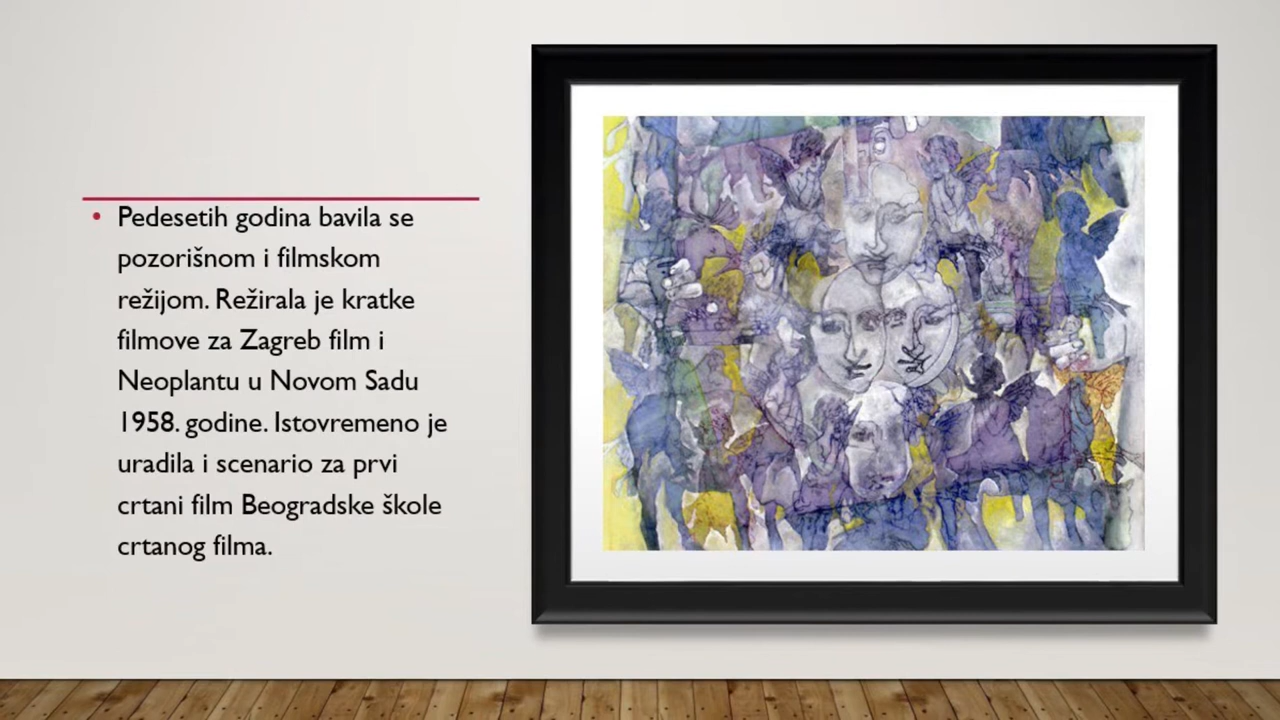 • Pedesetih godina bavila se
pozorišnom i filmskom
režijom. Režirala je kratke
filmove za Zagreb film i
Neoplantu u Novom Sadu
1958. godine. Istovremeno je
uradila i scenario za prvi
crtani film Beogradske škole
crtanog filma.